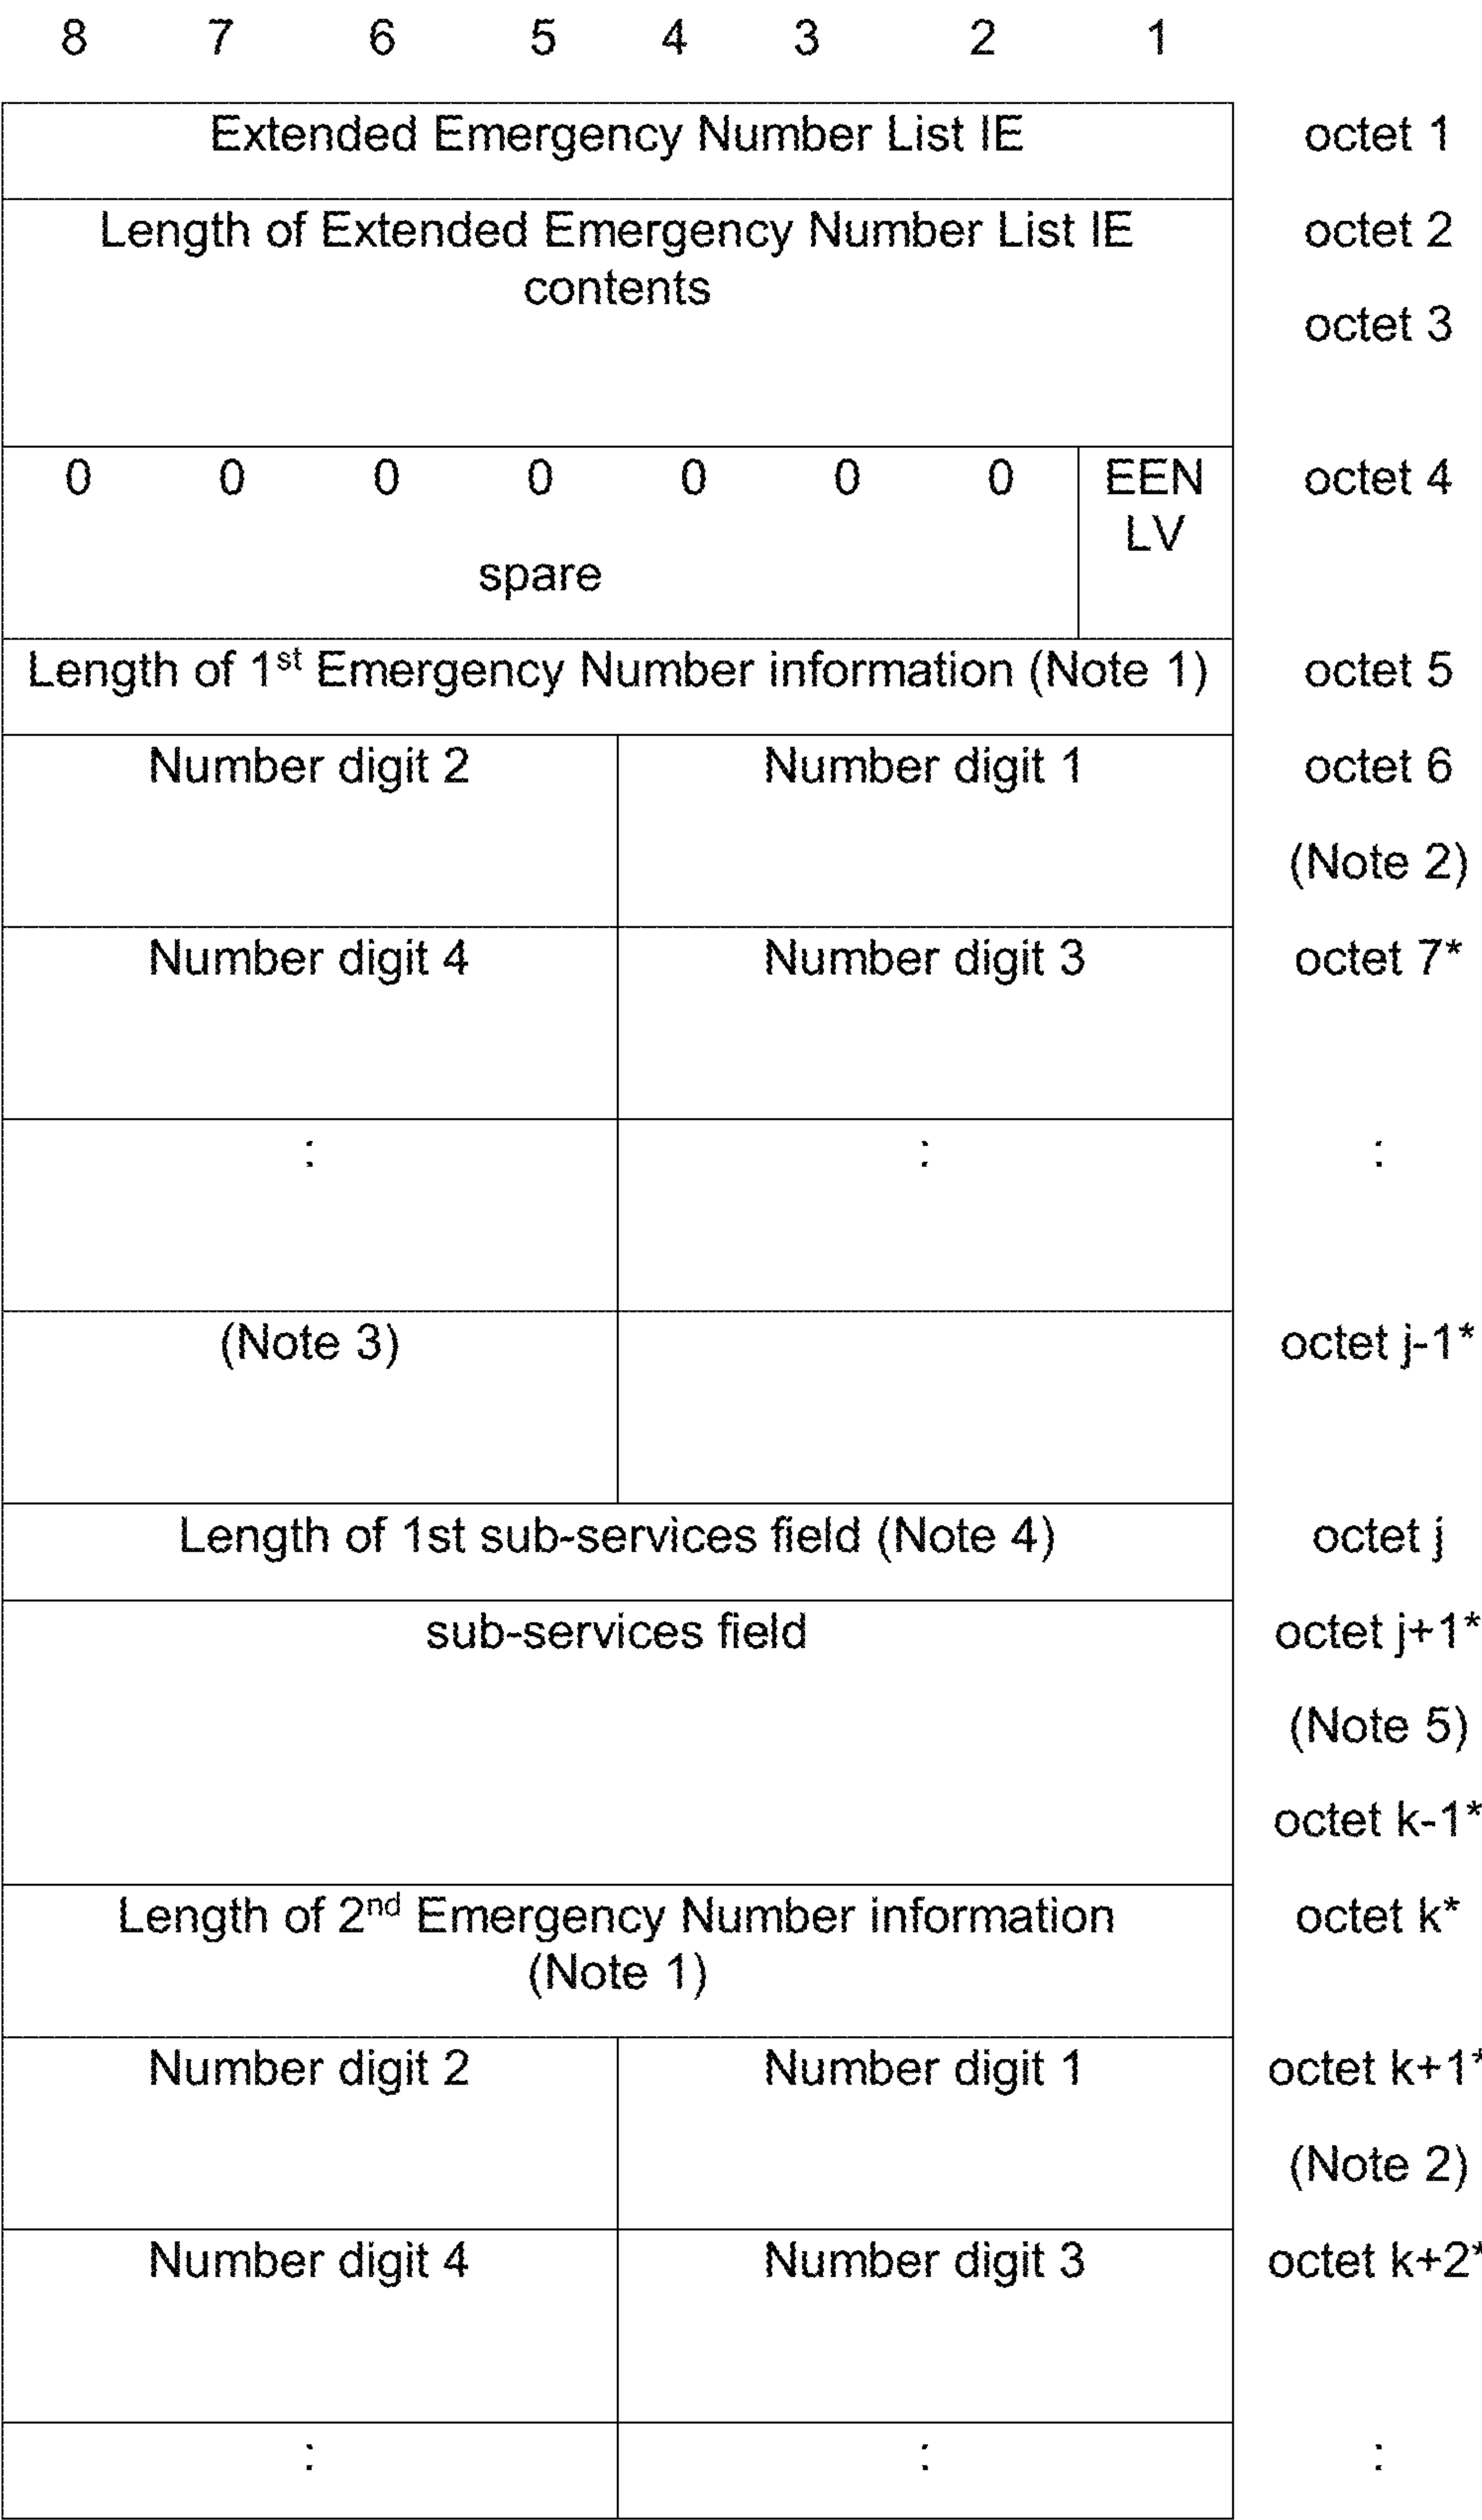 8 7 6 5 4 3 2 1
Extended Emergency Number List IE octet 1
Length of Extended Emergency Number List IE octet 2
contents
octet 3
0 0 0 0 0 0 0 EEN octet 4
LV
spare
Length of 1st Emergency Number information (Note 1) octet 5
Number digit 2 Number digit 1 octet 6
(Note 2)
Number digit 4 Number digit 3 octet 7*
: : :
(Note 3) octet j-1*
Length of 1st sub-services field (Note 4) octet j
sub-services field octet j+1*
(Note 5)
octet k-1*
Length of 2nd Emergency Number information octet k*
(Note 1)
Number digit 2 Number digit 1 octet k+1*
(Note 2)
Number digit 4 Number digit 3 octet k+2*
: : :